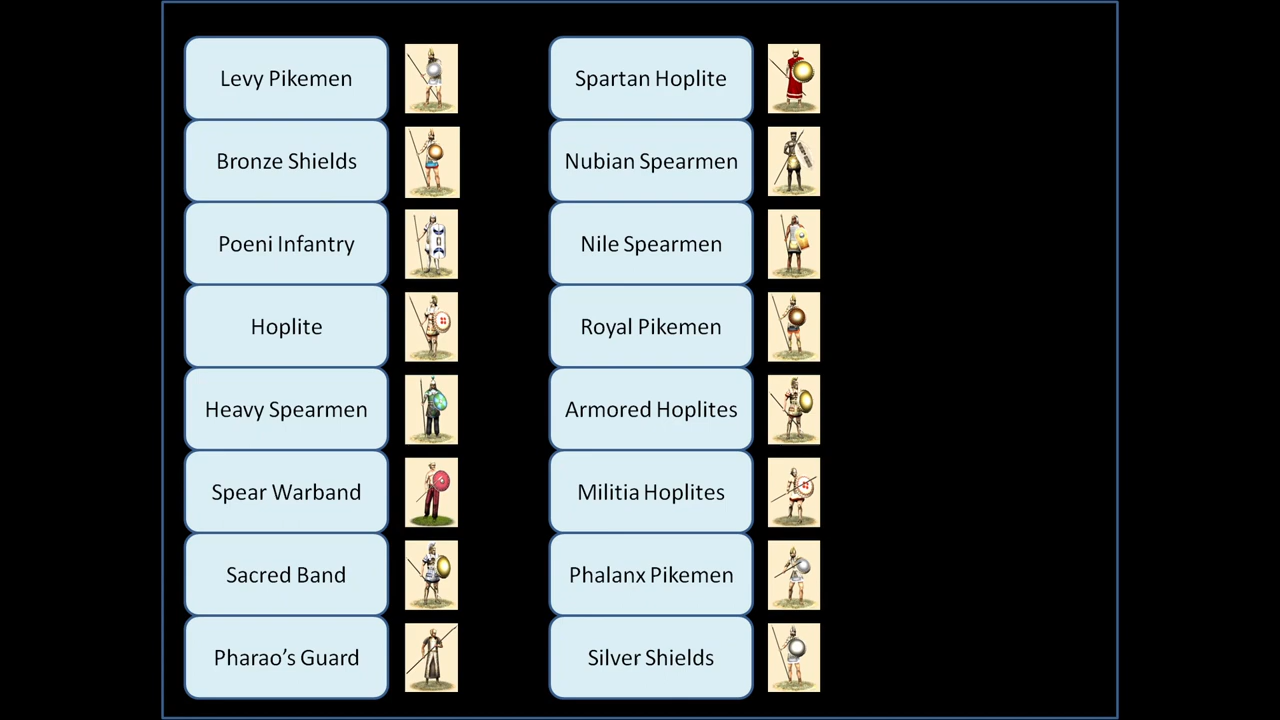 Levy Pikemen
Bronze Shields
Poeni Infantry
Hoplite
Heavy Spearmen
Spear Warband
Sacred Band
Pharao’s Guard
Spartan Hoplite
Nubian Spearmen
Nile Spearmen
Royal Pikemen
Armored Hoplites
Militia Hoplites
Phalanx Pikemen
Silver Shields